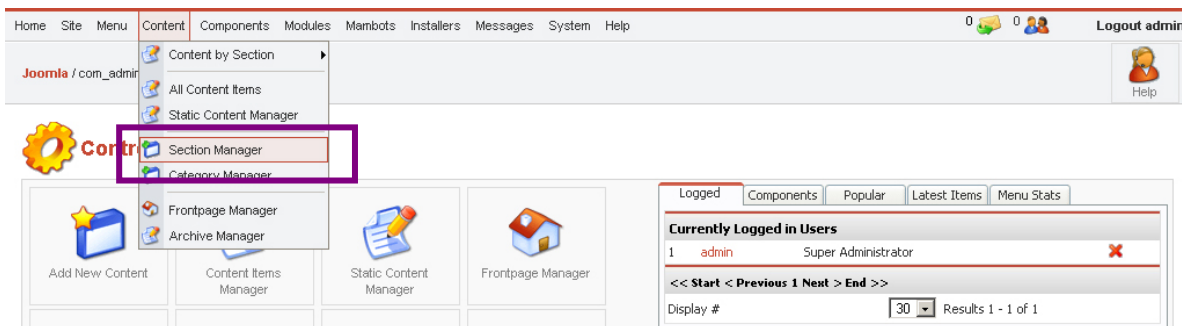 Home Site Menu Content Components Modules Mambots Installers Messages System Help 0 0 Logout admin
Content by Section
Joomla / com_admin
All Content Items
Help
Static Content Manager
Section Manager
Category Manager
Frontpage Manager
Archive Manager
Add New Content
Content Items
Manager
Static Content
Manager
Frontpage Manager
Logged Components Popular Latest Items Menu Stats
Currently Logged in Users
1 admin Super Administrator
<< Start < Previous 1 Next > End >>
Display # 30 Results 1 - 1 of 1